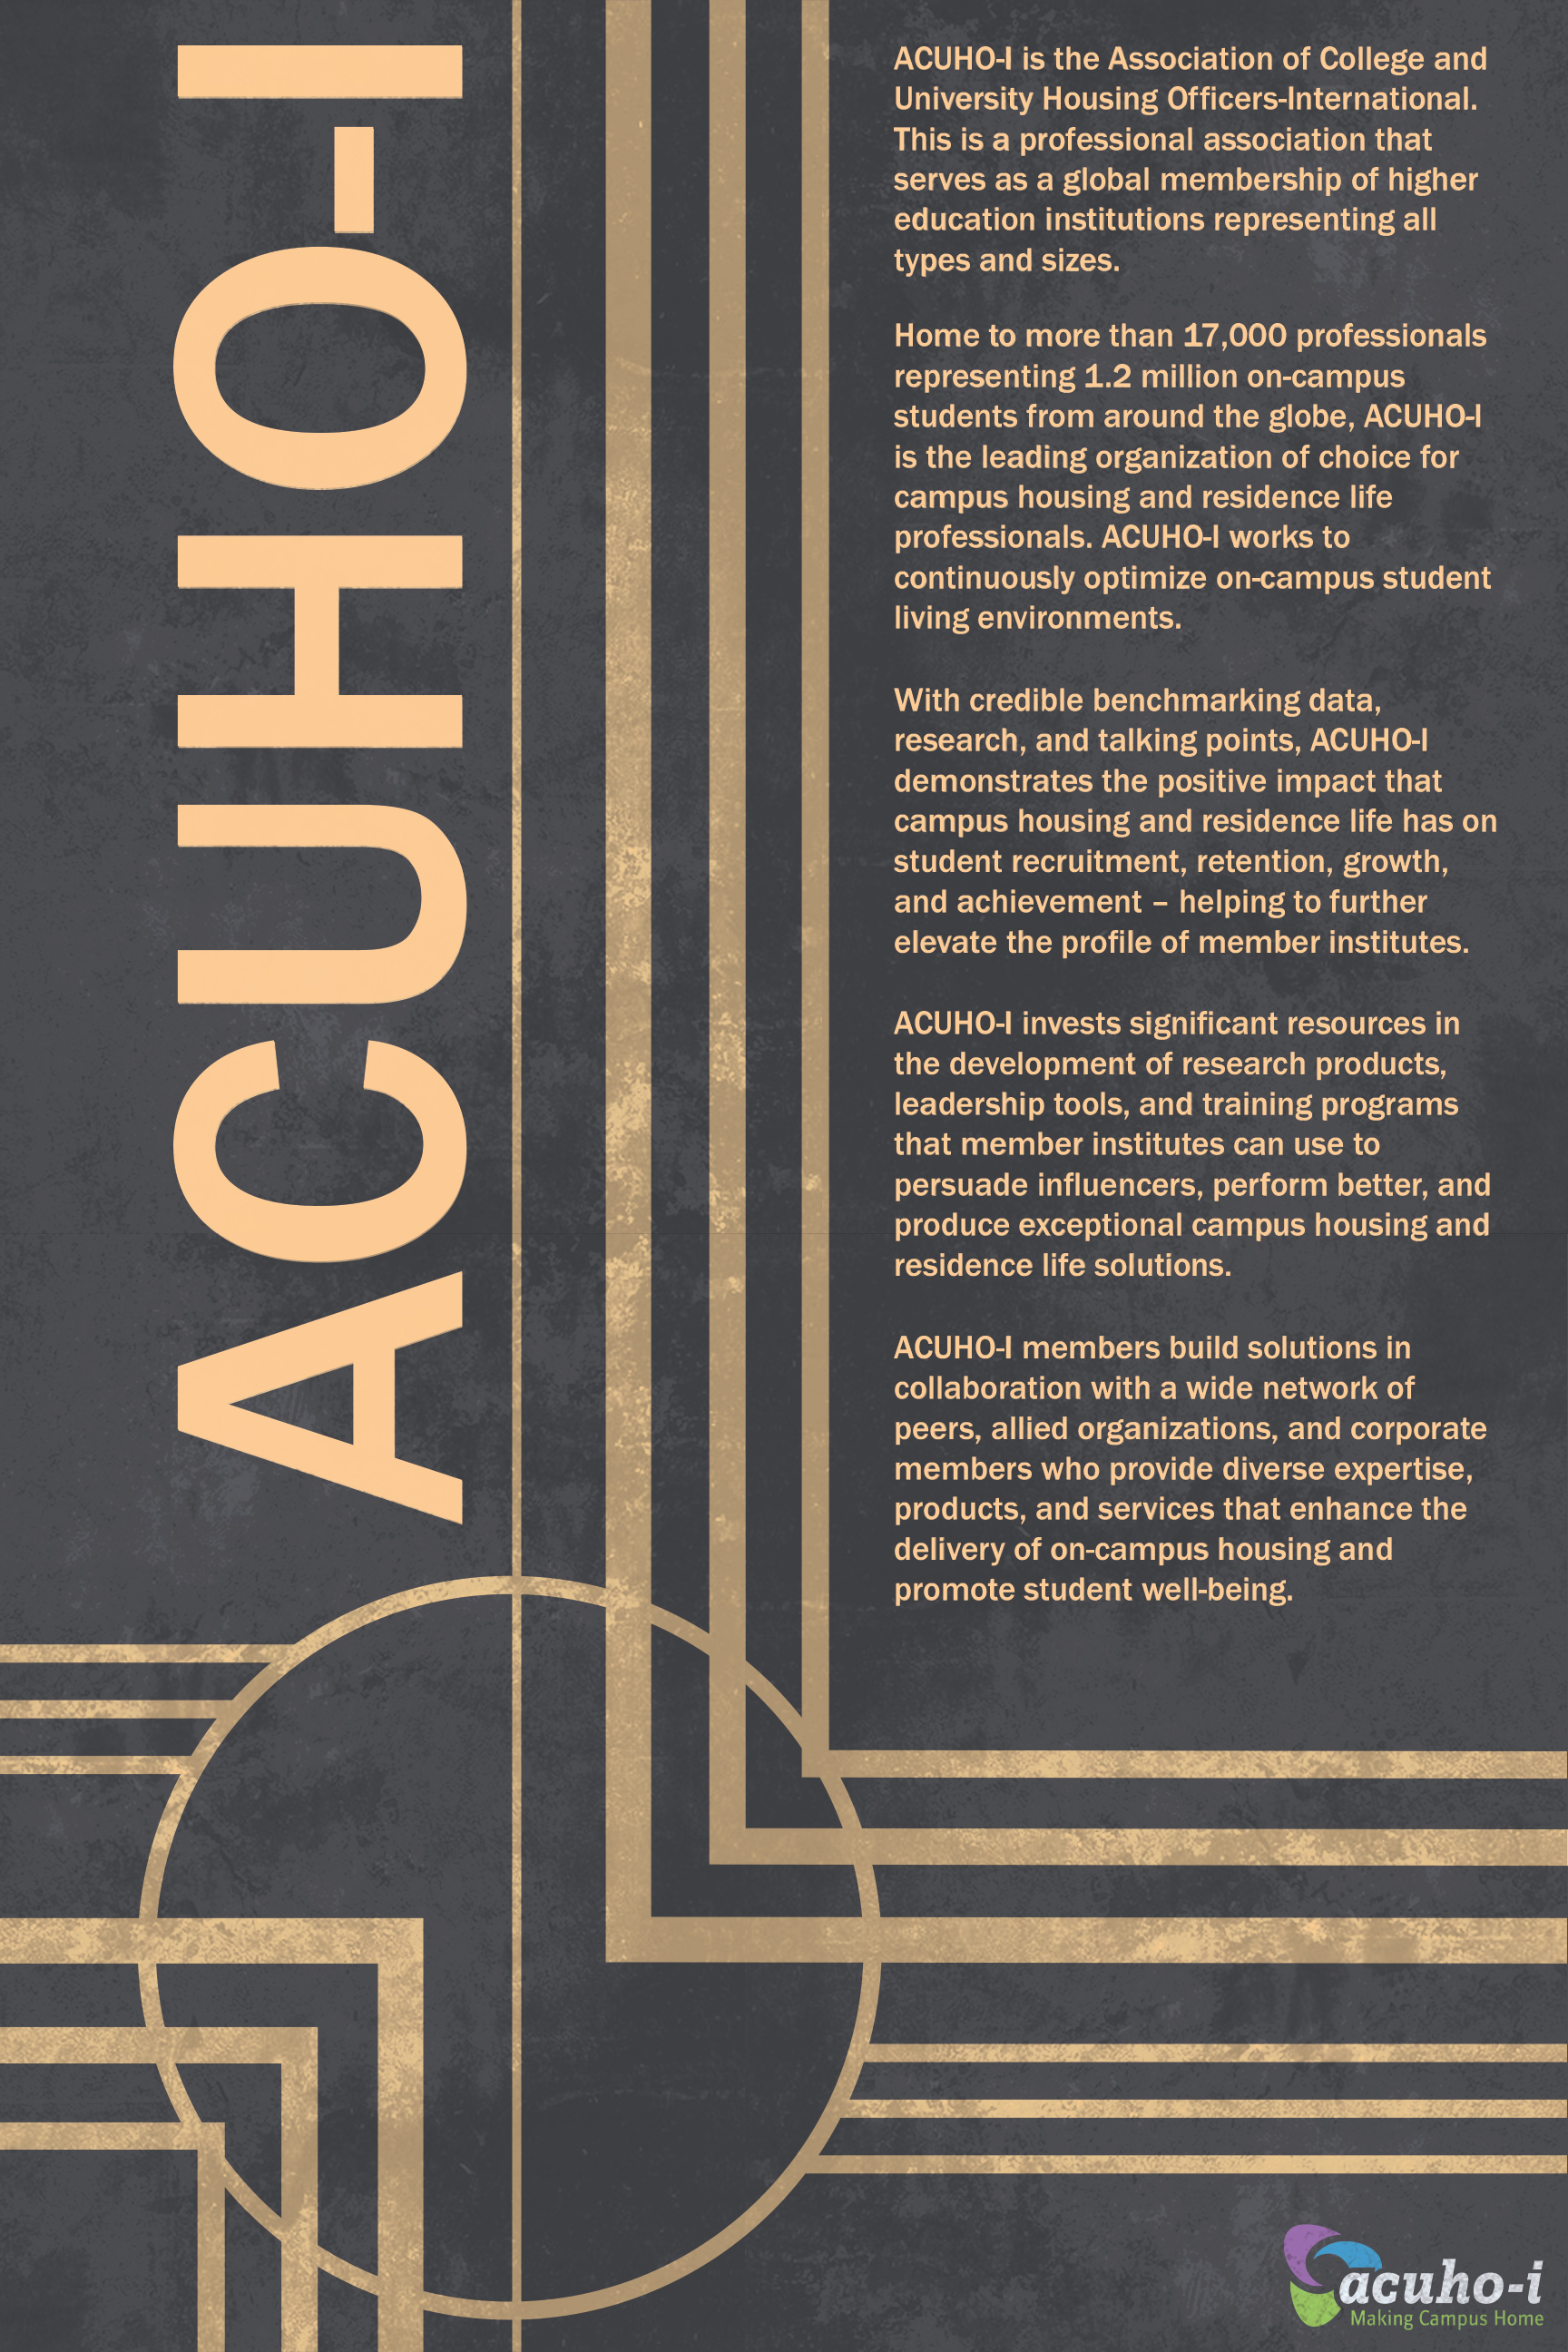 ACUHO-I
ACUHO-I is the Association of College and
University Housing Officers-International.
This is a professional association that
serves as a global membership of higher
education institutions representing all
types and sizes.
Home to more than 17,000 professionals
representing 1.2 million on-campus
students from around the globe, ACUHO-I
is the leading organization of choice for
campus housing and residence life
professionals. ACUHO-I works to
continuously optimize on-campus student
living environments.
With credible benchmarking data,
research, and talking points, ACUHO-I
demonstrates the positive impact that
campus housing and residence life has on
student recruitment, retention, growth,
and achievement – helping to further
elevate the profile of member institutes.
ACUHO-I invests significant resources in
the development of research products,
leadership tools, and training programs
that member institutes can use to
persuade influencers, perform better, and
produce exceptional campus housing and
residence life solutions.
ACUHO-I members build solutions in
collaboration with a wide network of
peers, allied organizations, and corporate
members who provide diverse expertise,
products, and services that enhance the
delivery of on-campus housing and
promote student well-being.
acuho-i
Making Campus Home